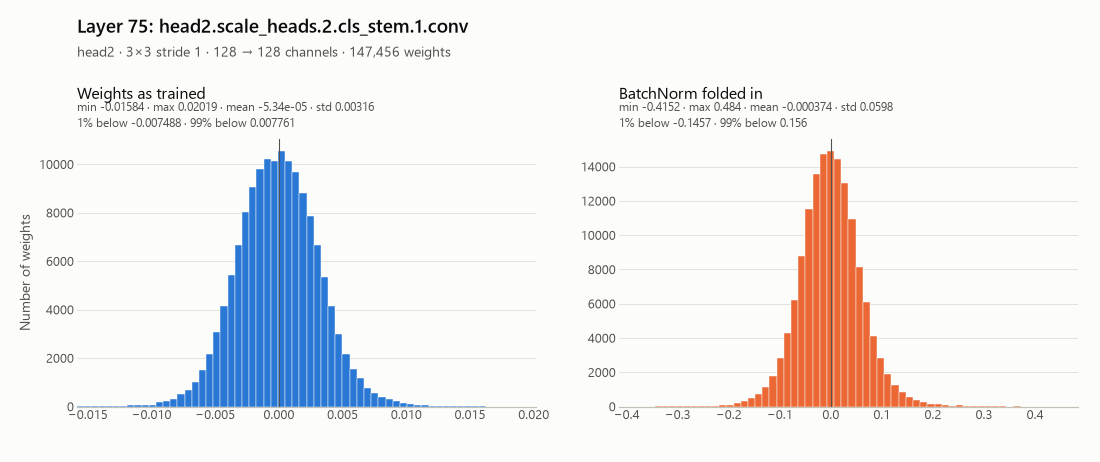 Layer 75: head2.scale_heads.2.cls_stem.1.conv
head2 · 3×3 stride 1 · 128 → 128 channels · 147,456 weights
Weights as trained
min -0.01584 · max 0.02019 · mean -5.34e-05 · std 0.00316
1% below -0.007488 · 99% below 0.007761
Number of weights
10000
8000
6000
4000
2000
0
−0.015 −0.010 −0.005 0.000 0.005 0.010 0.015 0.020
BatchNorm folded in
min -0.4152 · max 0.484 · mean -0.000374 · std 0.0598
1% below -0.1457 · 99% below 0.156
14000
12000
10000
8000
6000
4000
2000
0
−0.4 −0.3 −0.2 −0.1 0.0 0.1 0.2 0.3 0.4